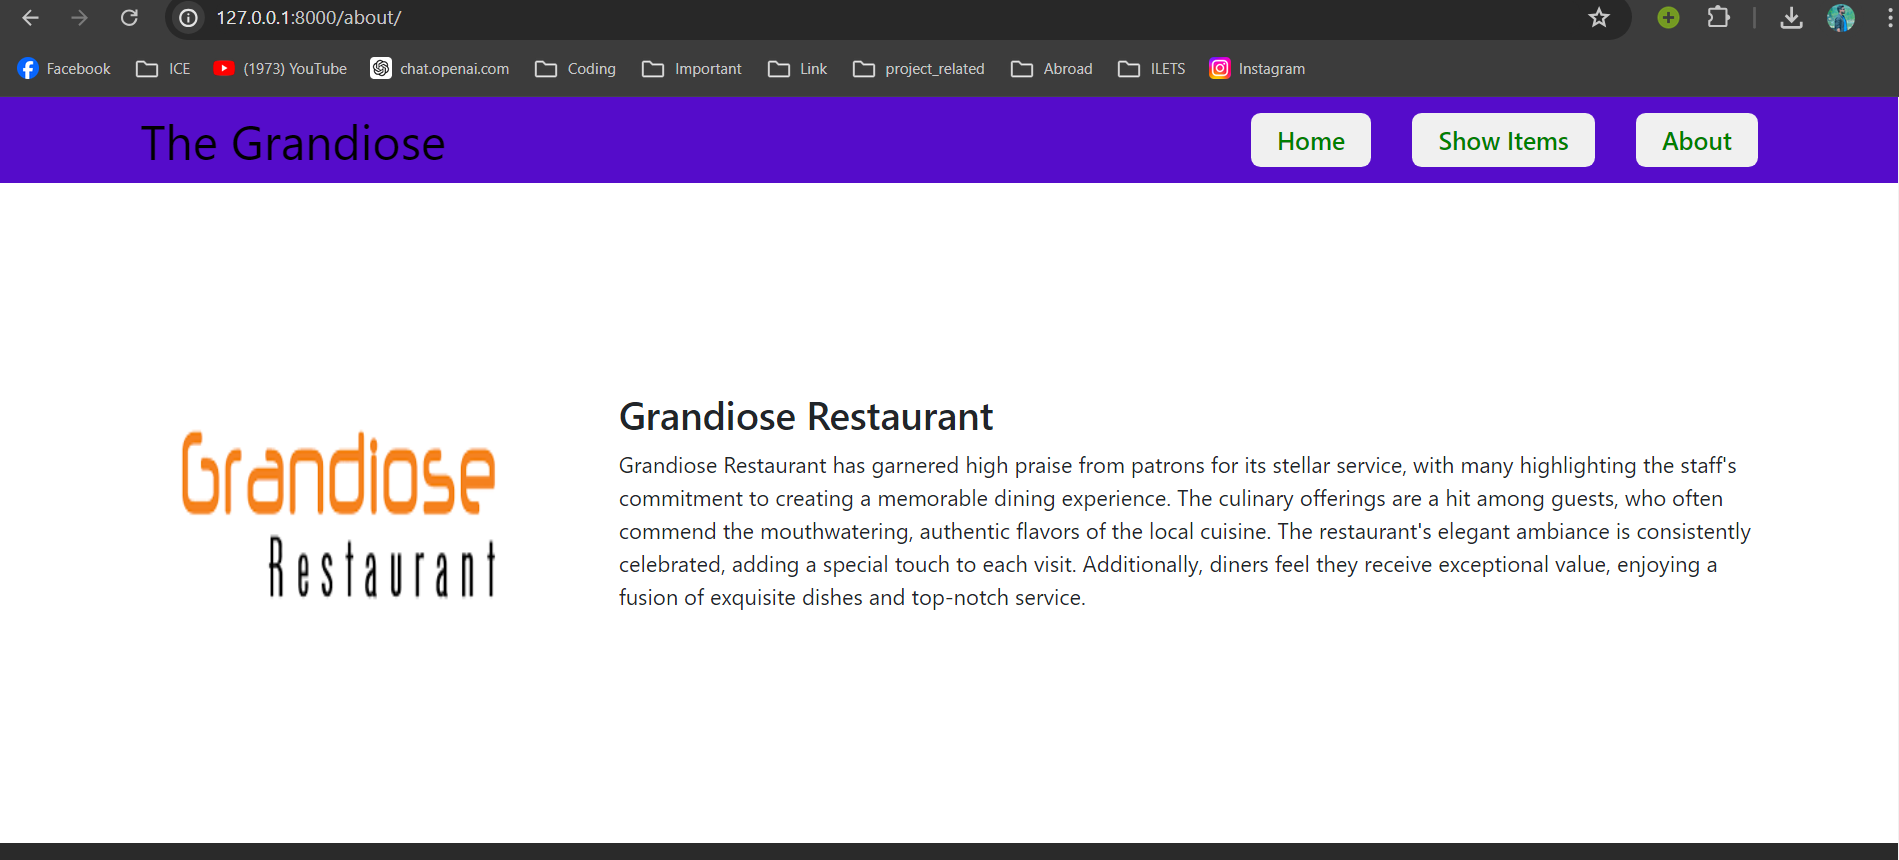 127.0.0.1:8000/about/
Facebook ICE (1973) YouTube chat.openai.com Coding Important Link project_related Abroad ILETS Instagram
The Grandiose Home Show Items About
Grandiose
Restaurant
Grandiose Restaurant
Grandiose Restaurant has garnered high praise from patrons for its stellar service, with many highlighting the staff's
commitment to creating a memorable dining experience. The culinary offerings are a hit among guests, who often
commend the mouthwatering, authentic flavors of the local cuisine. The restaurant's elegant ambiance is consistently
celebrated, adding a special touch to each visit. Additionally, diners feel they receive exceptional value, enjoying a
fusion of exquisite dishes and top-notch service.